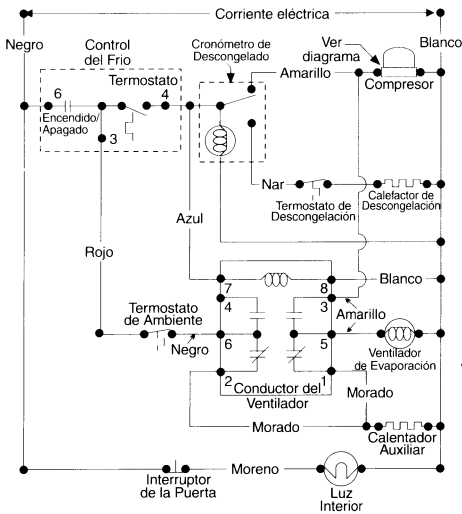 Corriente eléctrica
Negro
Blanco
Control
del Frio
Cronómetro de
Descongelado
Ver
diagrama
Termostato
Amarillo
Compresor
6
4
Encendido/
Apagado
3
Nar
Termostato de
Descongelación
Calefactor de
Descongelación
Azul
Rojo
7
8
Blanco
4
3
Termostato
de Ambiente
Amarillo
Negro
6
5
Ventilador
de Evaporación
2
1
Conductor del
Ventilador
Morado
Morado
Calentador
Auxiliar
Moreno
Interruptor
de la Puerta
Luz
Interior